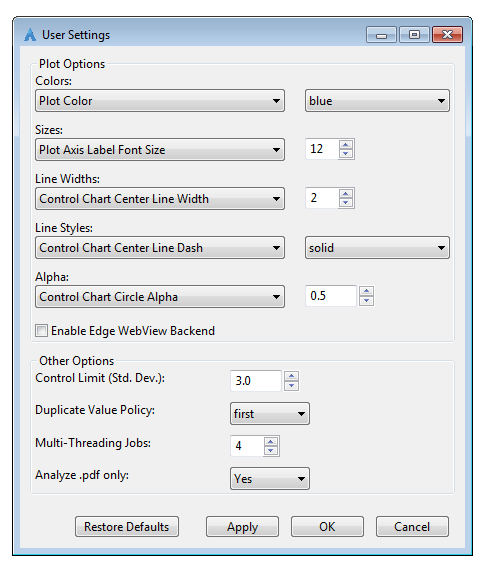 User Settings
Plot Options
Colors:
Plot Color blue
Sizes:
Plot Axis Label Font Size 12
Line Widths:
Control Chart Center Line Width 2
Line Styles:
Control Chart Center Line Dash solid
Alpha:
Control Chart Circle Alpha 0.5
Enable Edge WebView Backend
Other Options
Control Limit (Std. Dev.): 3.0
Duplicate Value Policy: first
Multi-Threading Jobs: 4
Analyze .pdf only: Yes
Restore Defaults Apply OK Cancel